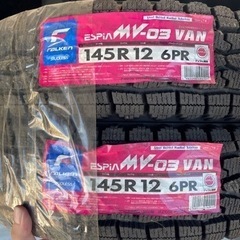 FALKEN
ESPIA MV-03 VAN
145R12 6PR
FALKEN
ESPIA MV-03 VAN
145R12 6PR